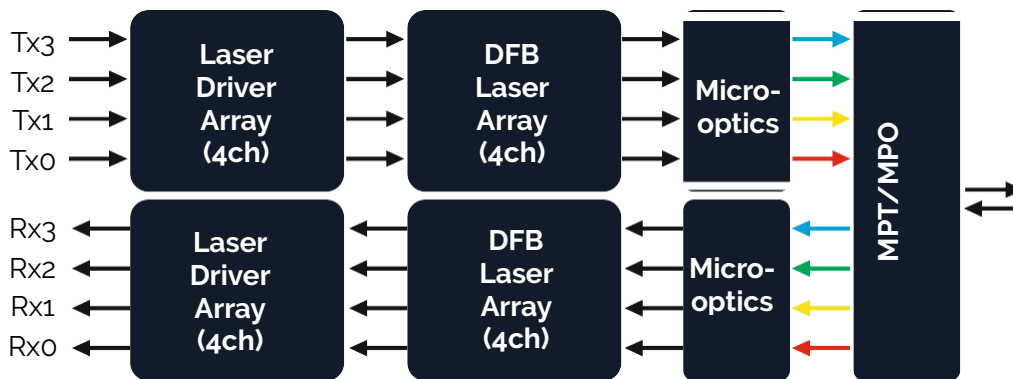 Tx3
Tx2
Tx1
Tx0
Laser
Driver
Array
(4ch)
DFB
Laser
Array
(4ch)
Micro-
optics
MPT/MPO
Rx3
Rx2
Rx1
Rx0
Laser
Driver
Array
(4ch)
DFB
Laser
Array
(4ch)
Micro-
optics